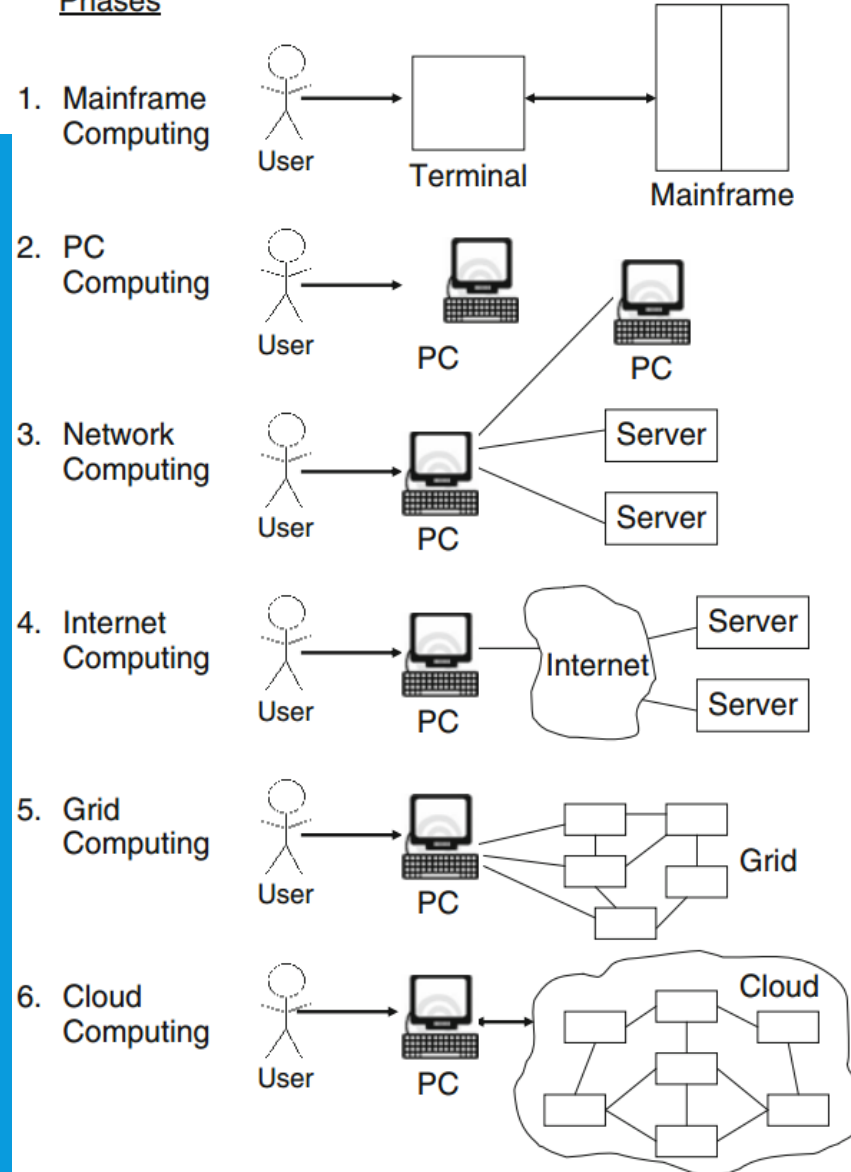 Phases
1. Mainframe
Computing
User
Terminal
Mainframe
2. PC
Computing
User
PC
PC
3. Network
Computing
User
PC
Server
Server
4. Internet
Computing
User
PC
Internet
Server
Server
5. Grid
Computing
User
PC
Grid
6. Cloud
Computing
User
PC
Cloud